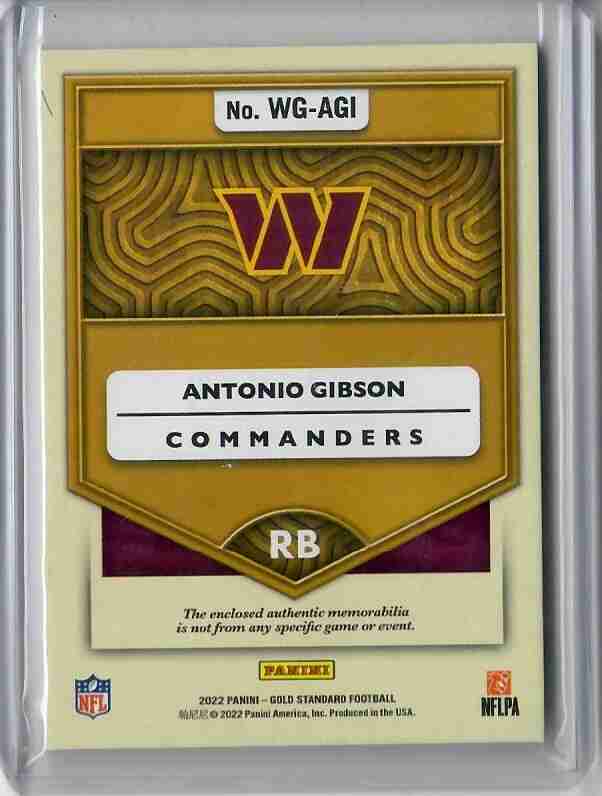 No. WG-AGI
W
ANTONIO GIBSON
COMMANDERS
RB
The enclosed authentic memorabilia
is not from any specific game or event.
PANINI
NFL
NFLPA
2022 PANINI – GOLD STANDARD FOOTBALL
帕尼尼 © 2022 Panini America, Inc. Produced in the USA.